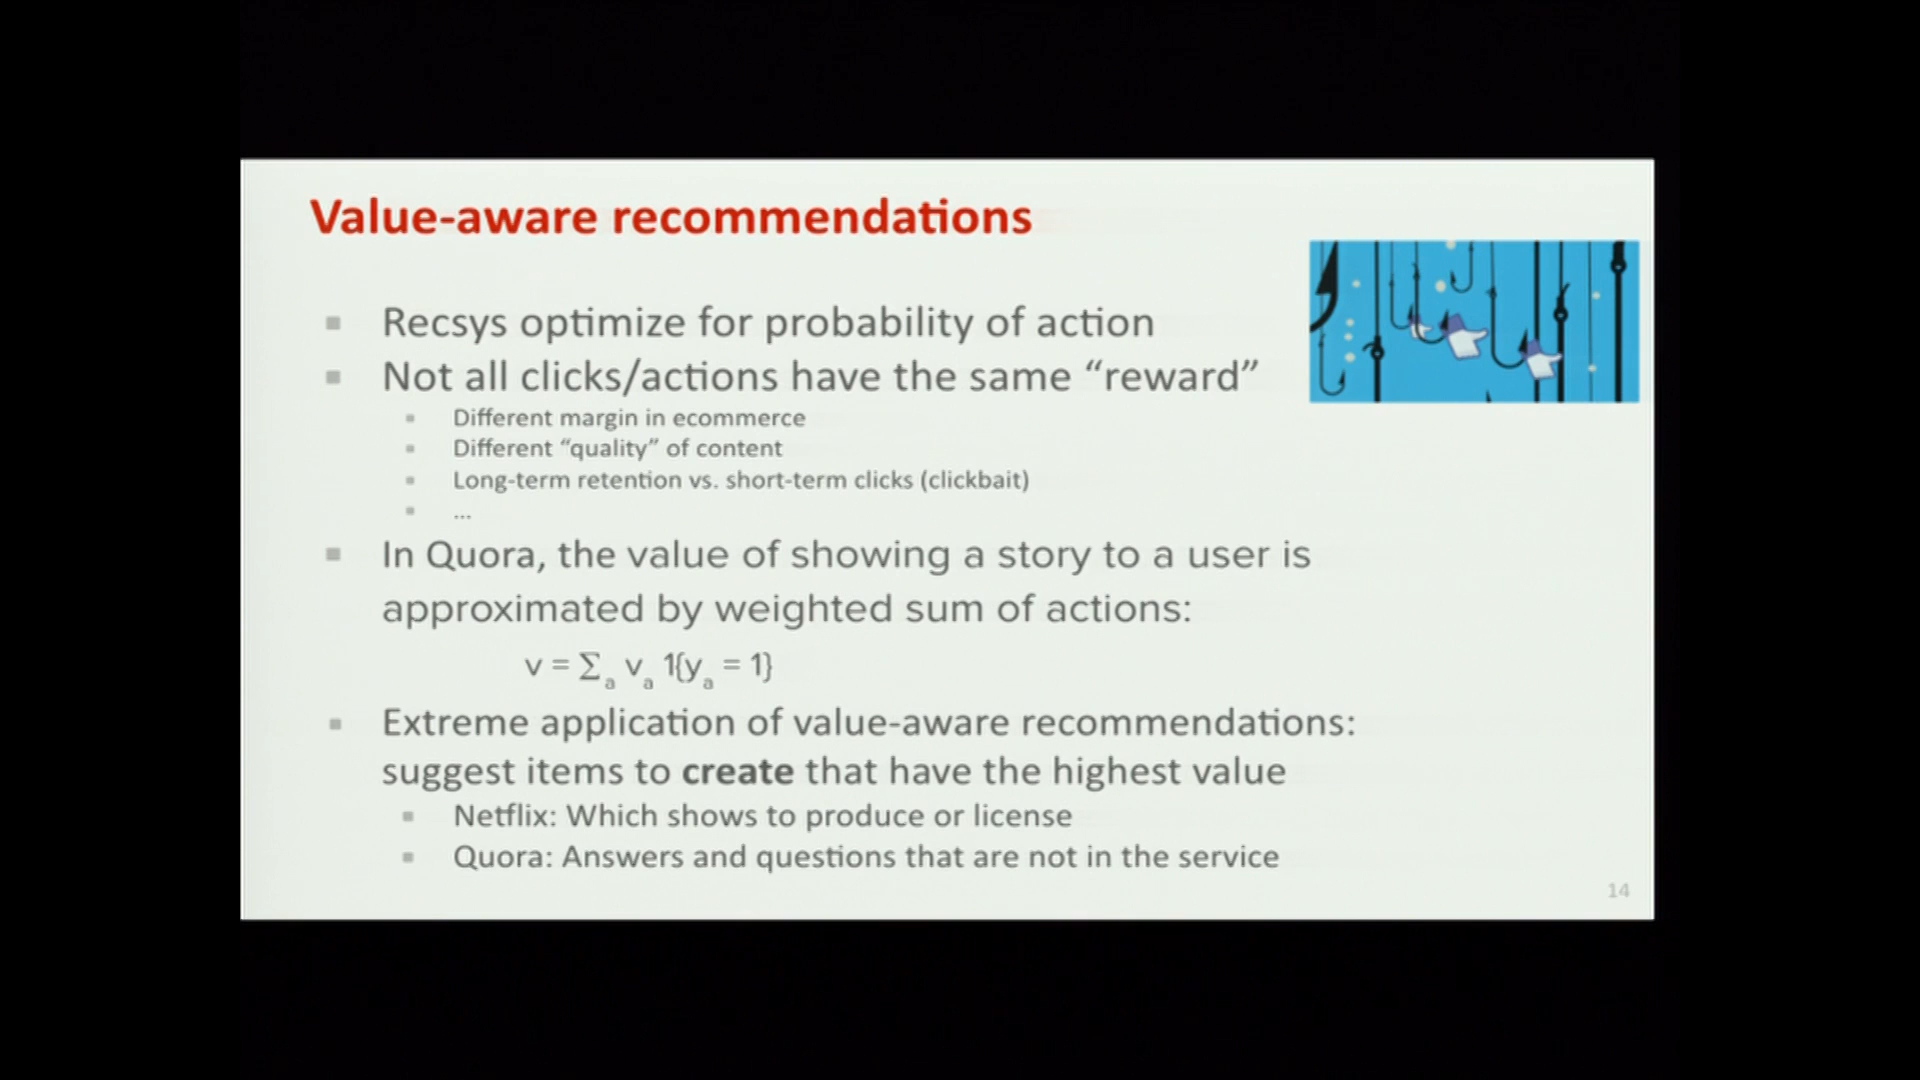 Value-aware recommendations
Recsys optimize for probability of action
Not all clicks/actions have the same “reward”
Different margin in ecommerce
Different “quality” of content
Long-term retention vs. short-term clicks (clickbait)
...
In Quora, the value of showing a story to a user is
approximated by weighted sum of actions:
v = ∑ₐ vₐ 1{yₐ = 1}
Extreme application of value-aware recommendations:
suggest items to create that have the highest value
Netflix: Which shows to produce or license
Quora: Answers and questions that are not in the service
14